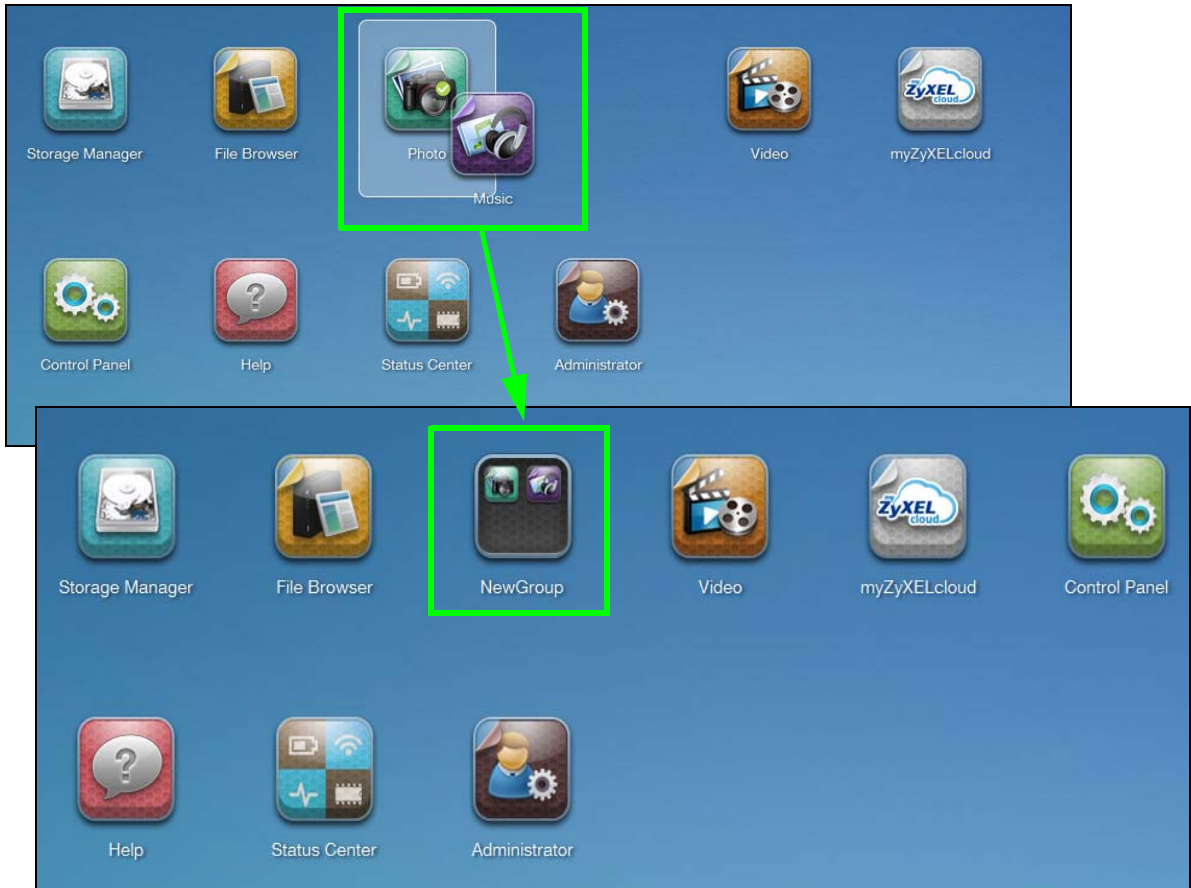 Storage Manager
File Browser
Photo
Music
Video
ZyXEL
cloud
myZyXELcloud
?
Control Panel
Help
Status Center
Administrator
ZyXEL
cloud
Storage Manager
File Browser
NewGroup
Video
myZyXELcloud
Control Panel
?
Help
Status Center
Administrator